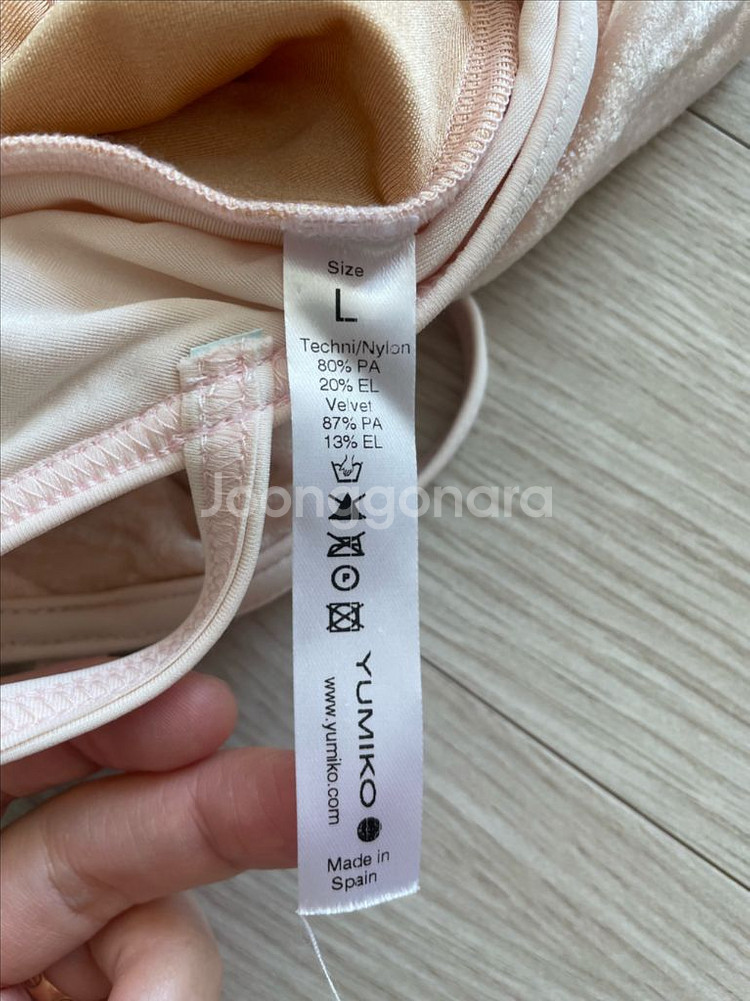 Size
L
Techni/Nylon
80% PA
20% EL
Velvet
87% PA
13% EL
Joonggonara
P
YUMIKO
www.yumiko.com
Made in
Spain